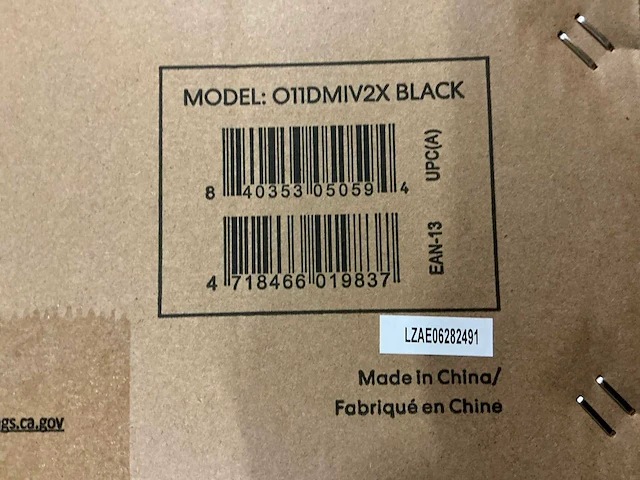 MODEL: O11DMIV2X BLACK
8 40353 05059 4
UPC(A)
4 718466 019837
EAN-13
LZAE06282491
Made in China/
Fabriqué en Chine
gs.ca.gov